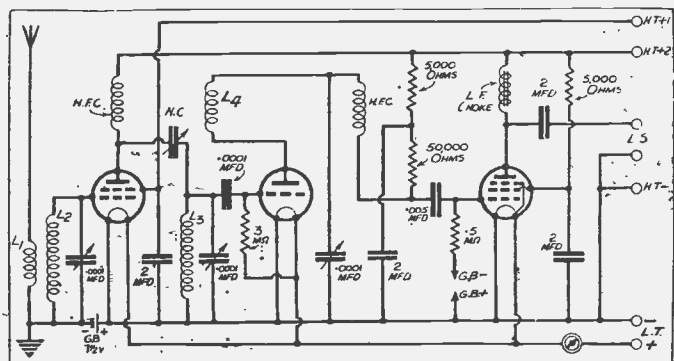 HT+1
HT+2
5,000
OHMS
5,000
OHMS
H.F.C.
N.C
L4
H.F.C
L.F.
CHOKE
2
MFD
L S
50,000
OHMS
.0001
MFD
HT-
L1
L2
.0001
MFD
2
MFD
L3
.0001
MFD
3
MΩ
.0001
MFD
2
MFD
.005
MFD
.5
MΩ
G.B-
G.B+
2
MFD
- +
G.B
1½V
-
L.T.
+